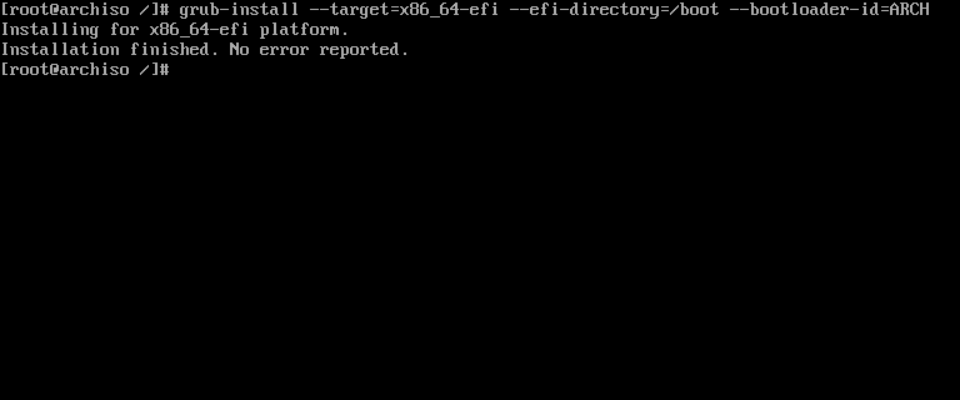 [root@archiso /]# grub-install --target=x86_64-efi --efi-directory=/boot --bootloader-id=ARCH
Installing for x86_64-efi platform.
Installation finished. No error reported.
[root@archiso /]#